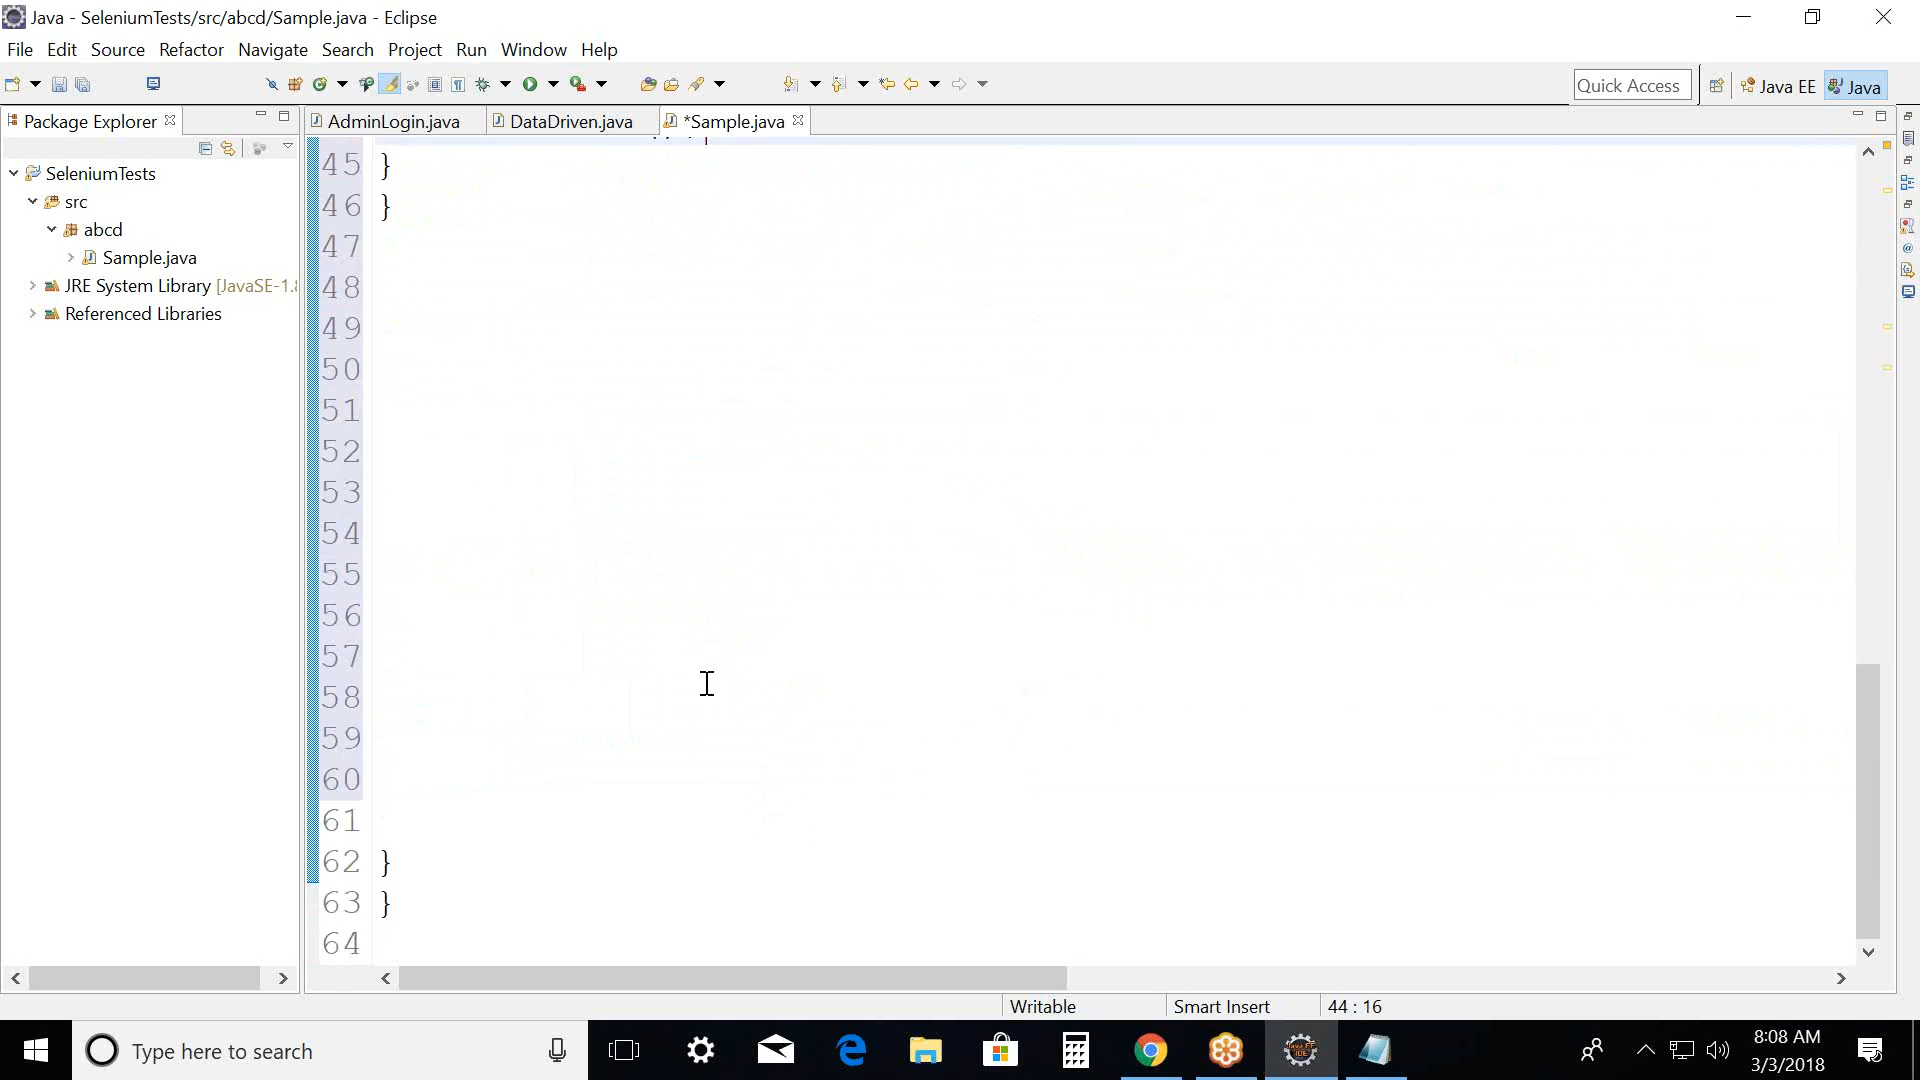 Java - SeleniumTests/src/abcd/Sample.java - Eclipse
File Edit Source Refactor Navigate Search Project Run Window Help
Quick Access
Java EE
Java
Package Explorer
AdminLogin.java
DataDriven.java
*Sample.java
SeleniumTests
src
abcd
Sample.java
JRE System Library [JavaSE-1.8
Referenced Libraries
45 }
46 }
47
48
49
50
51
52
53
54
55
56
57
58
59
60
61
62 }
63 }
64
Writable
Smart Insert
44 : 16
Type here to search
8:08 AM
3/3/2018